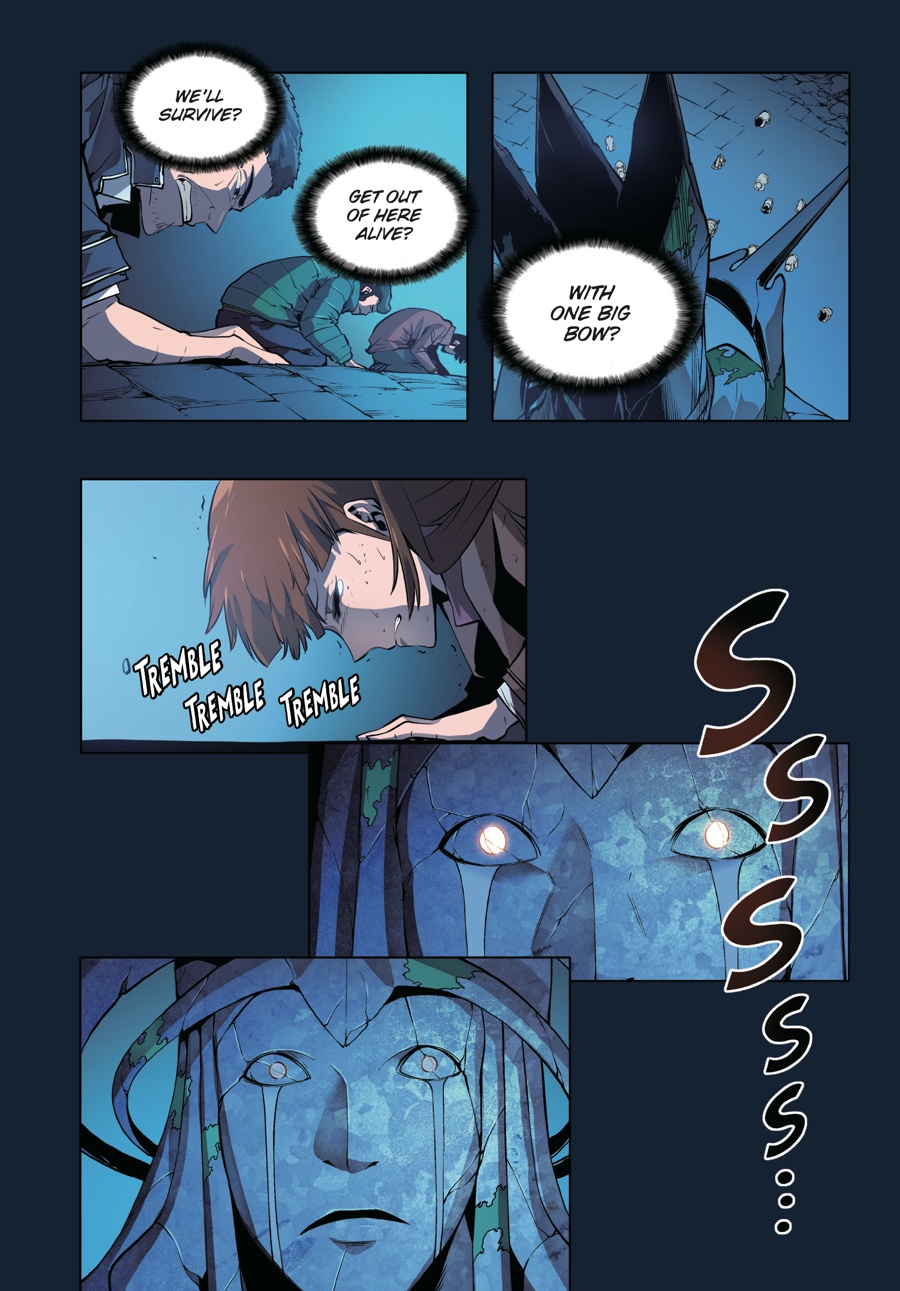 WE'LL
SURVIVE?
GET OUT
OF HERE
ALIVE?
WITH
ONE BIG
BOW?
TREMBLE
TREMBLE
TREMBLE
SSSSS...